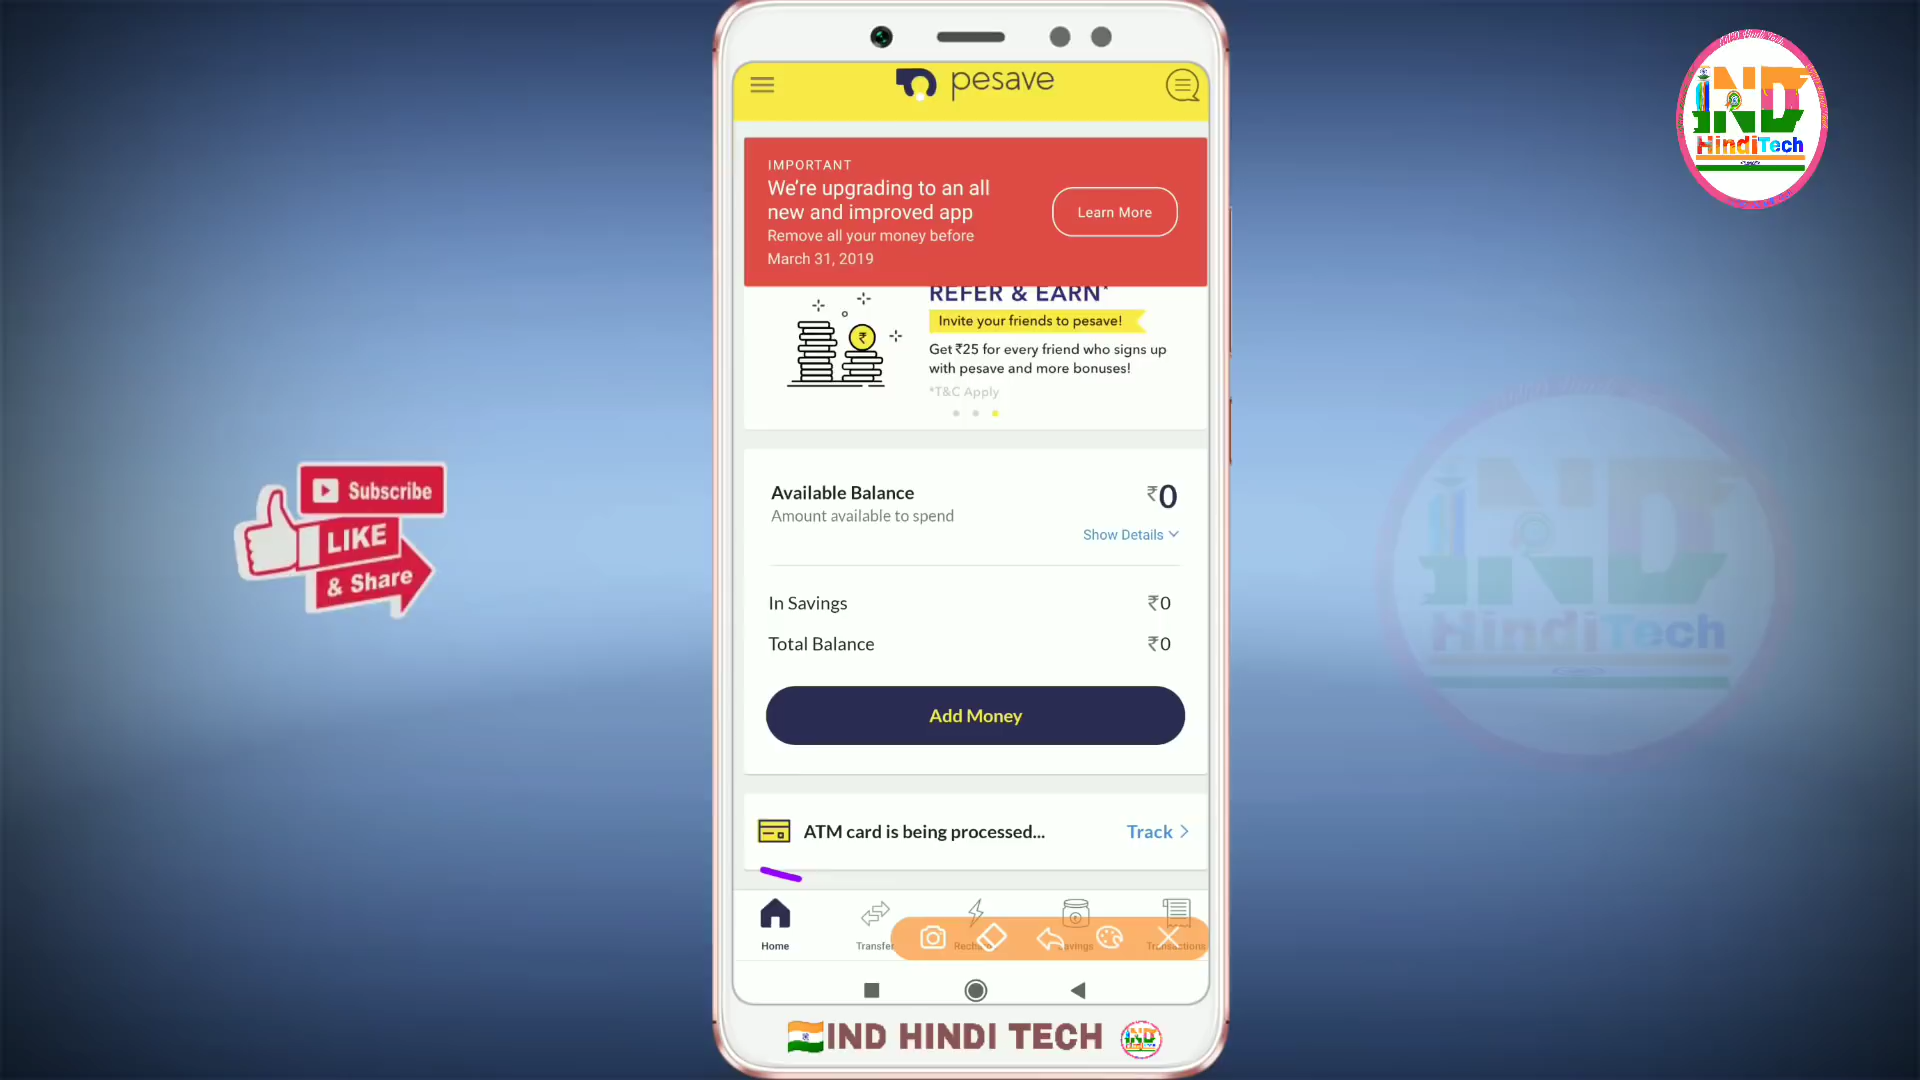 pesave
IMPORTANT
We're upgrading to an all
new and improved app
Remove all your money before
March 31, 2019
Learn More
REFER & EARN*
Invite your friends to pesave!
Get ₹25 for every friend who signs up
with pesave and more bonuses!
*T&C Apply
Available Balance
₹0
Amount available to spend
Show Details
In Savings
₹0
Total Balance
₹0
Add Money
ATM card is being processed...
Track
Home
Transfer
Transactions
IND HINDI TECH
IND
Subscribe
LIKE
& Share
IND
HindiTech
IND
HindiTech